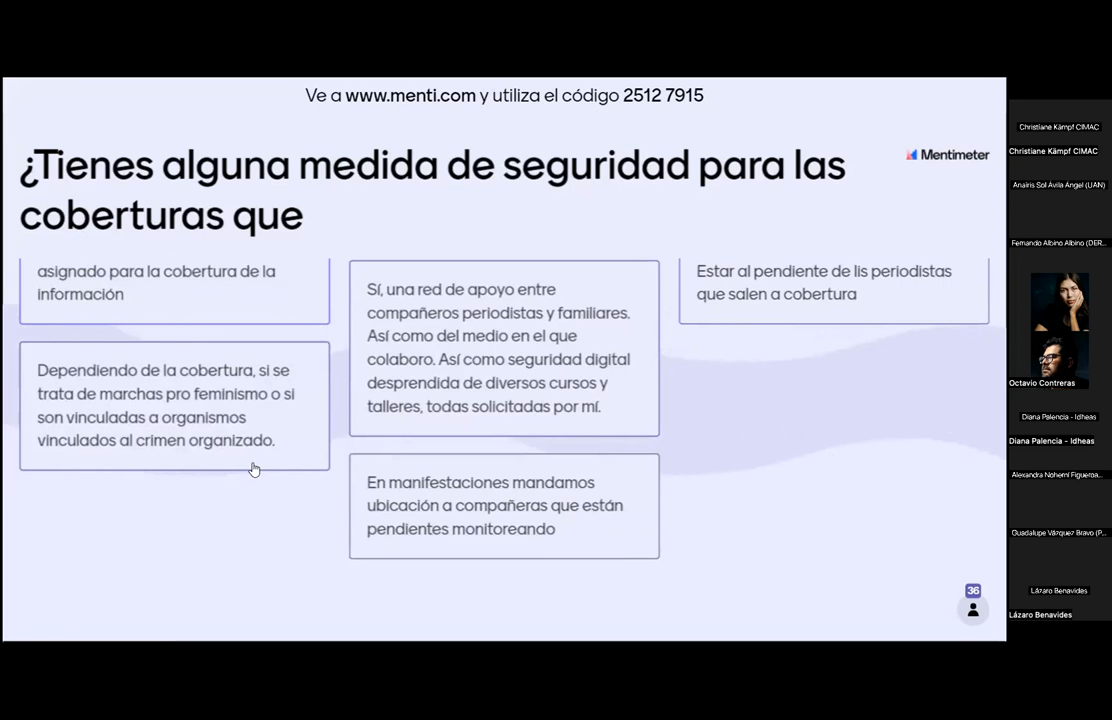 Ve a www.menti.com y utiliza el código 2512 7915
¿Tienes alguna medida de seguridad para las
coberturas que
Mentimeter
asignado para la cobertura de la
información
Dependiendo de la cobertura, si se
trata de marchas pro feminismo o si
son vinculadas a organismos
vinculados al crimen organizado.
Sí, una red de apoyo entre
compañeros periodistas y familiares.
Así como del medio en el que
colaboro. Así como seguridad digital
desprendida de diversos cursos y
talleres, todas solicitadas por mí.
En manifestaciones mandamos
ubicación a compañeras que están
pendientes monitoreando
Estar al pendiente de lis periodistas
que salen a cobertura
36
Christiane Kämpf CIMAC
Christiane Kämpf CIMAC
Anairis Sol Ávila Ángel (UAN)
Fernando Albino Albino (DER...
Octavio Contreras
Diana Palencia - Idheas
Diana Palencia - Idheas
Alexandra Nohemí Figueroa...
Guadalupe Vázquez Bravo (P...
Lázaro Benavides
Lázaro Benavides